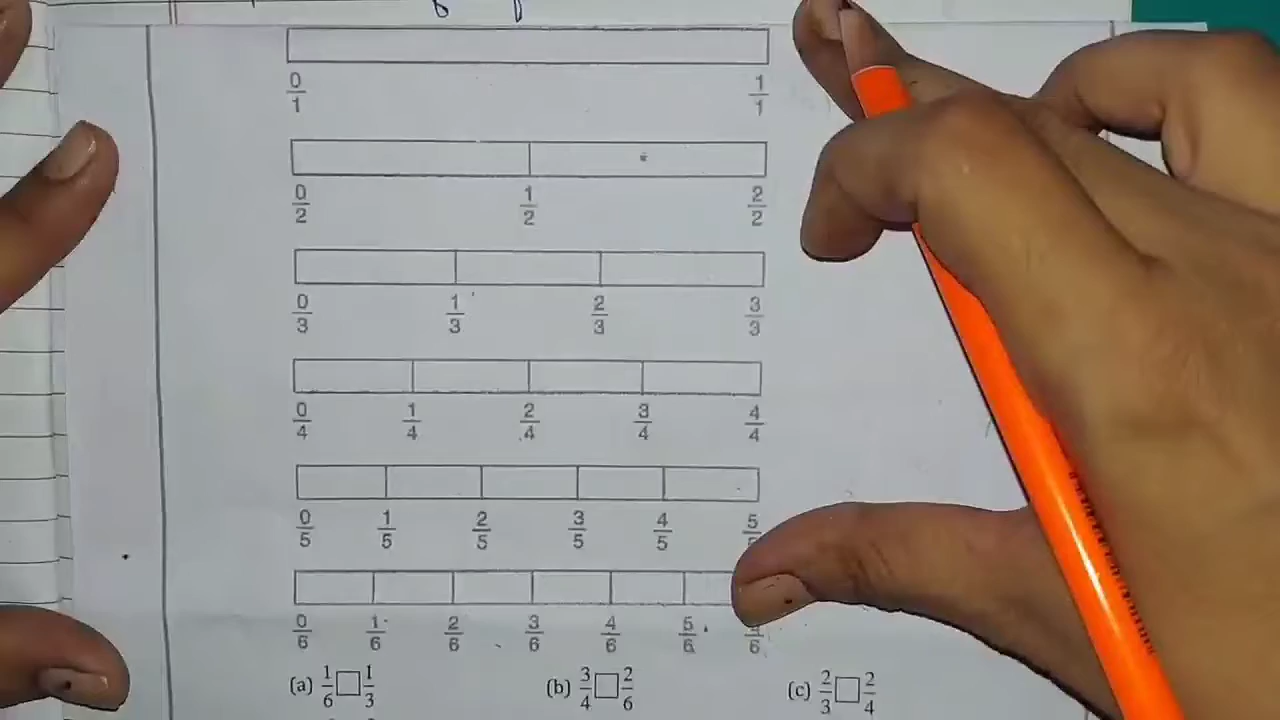 0/1 1/1
0/2 1/2 2/2
0/3 1/3 2/3 3/3
0/4 1/4 2/4 3/4 4/4
0/5 1/5 2/5 3/5 4/5 5/
0/6 1/6 2/6 3/6 4/6 5/6 /6
(a) 1/6 □ 1/3 (b) 3/4 □ 2/6 (c) 2/3 □ 2/4